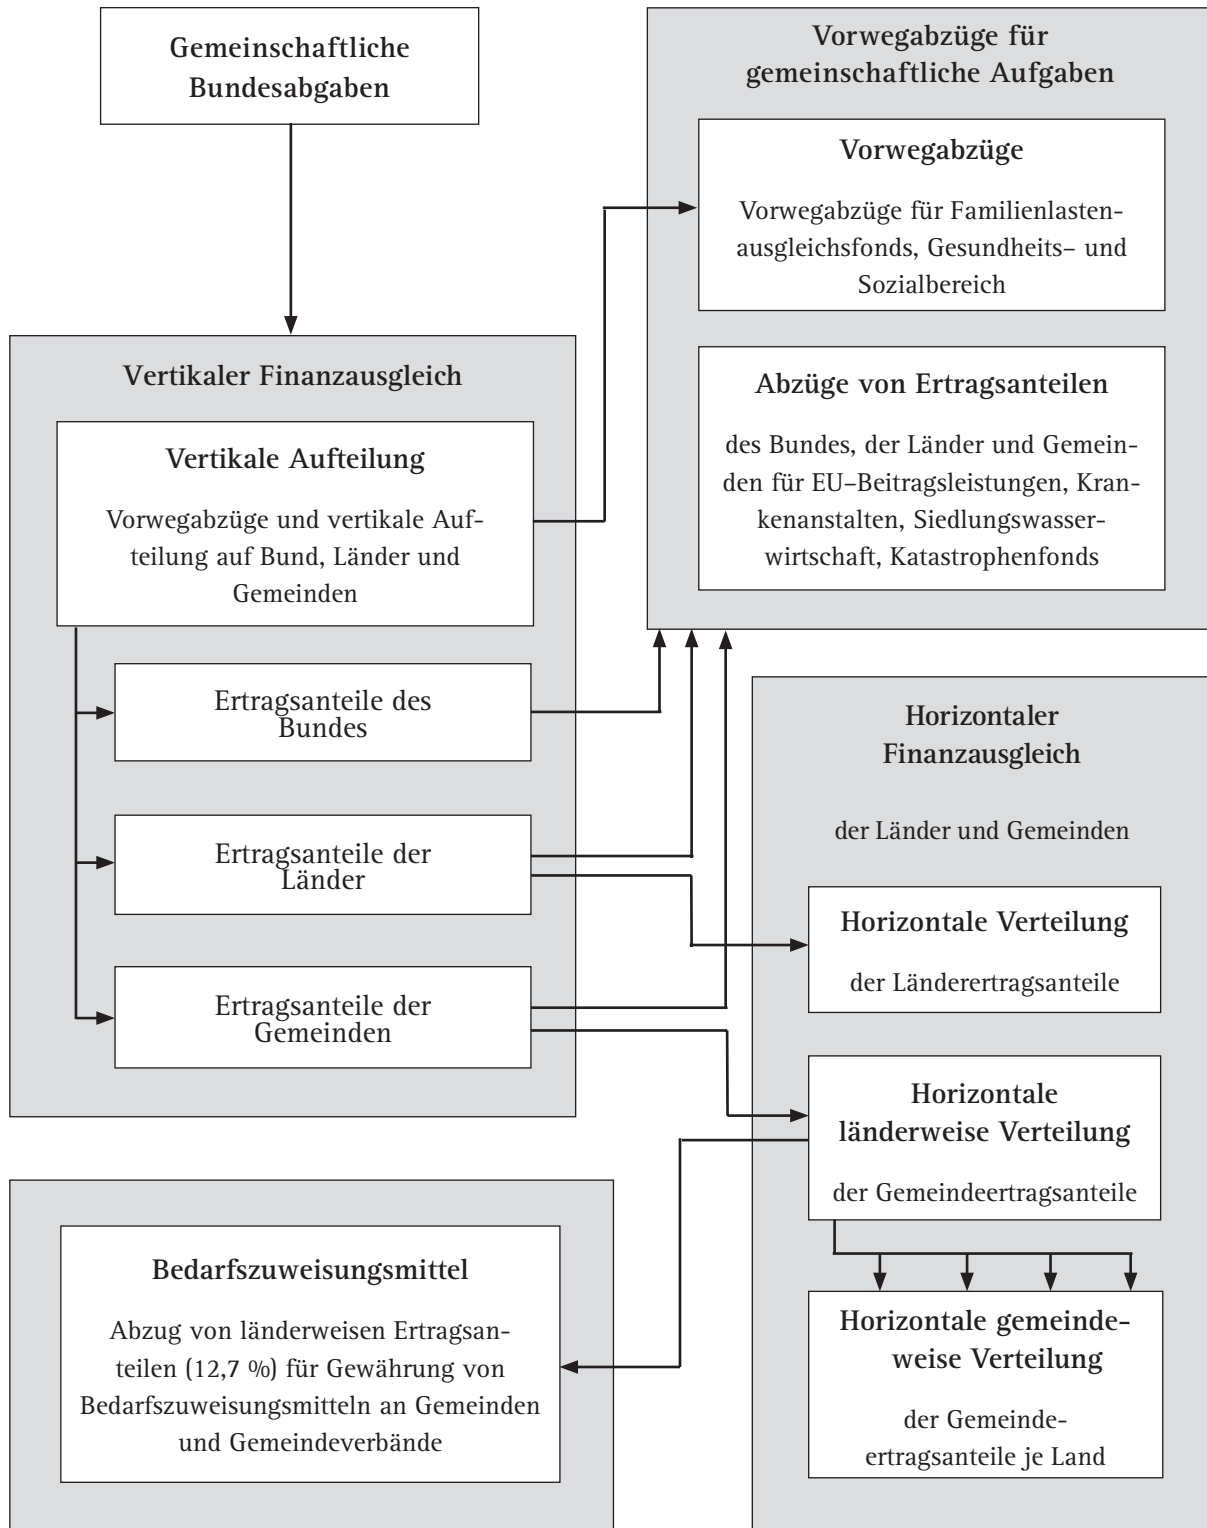 Gemeinschaftliche
Bundesabgaben
Vorwegabzüge für
gemeinschaftliche Aufgaben
Vorwegabzüge
Vorwegabzüge für Familienlasten-
ausgleichsfonds, Gesundheits- und
Sozialbereich
Abzüge von Ertragsanteilen
des Bundes, der Länder und Gemein-
den für EU-Beitragsleistungen, Kran-
kenanstalten, Siedlungswasser-
wirtschaft, Katastrophenfonds
Vertikaler Finanzausgleich
Vertikale Aufteilung
Vorwegabzüge und vertikale Auf-
teilung auf Bund, Länder und
Gemeinden
Ertragsanteile des
Bundes
Ertragsanteile der
Länder
Ertragsanteile der
Gemeinden
Horizontaler
Finanzausgleich
der Länder und Gemeinden
Horizontale Verteilung
der Länderertragsanteile
Horizontale
länderweise Verteilung
der Gemeindeertragsanteile
Horizontale gemeinde-
weise Verteilung
der Gemeinde-
ertragsanteile je Land
Bedarfszuweisungsmittel
Abzug von länderweisen Ertragsan-
teilen (12,7 %) für Gewährung von
Bedarfszuweisungsmitteln an Gemeinden
und Gemeindeverbände